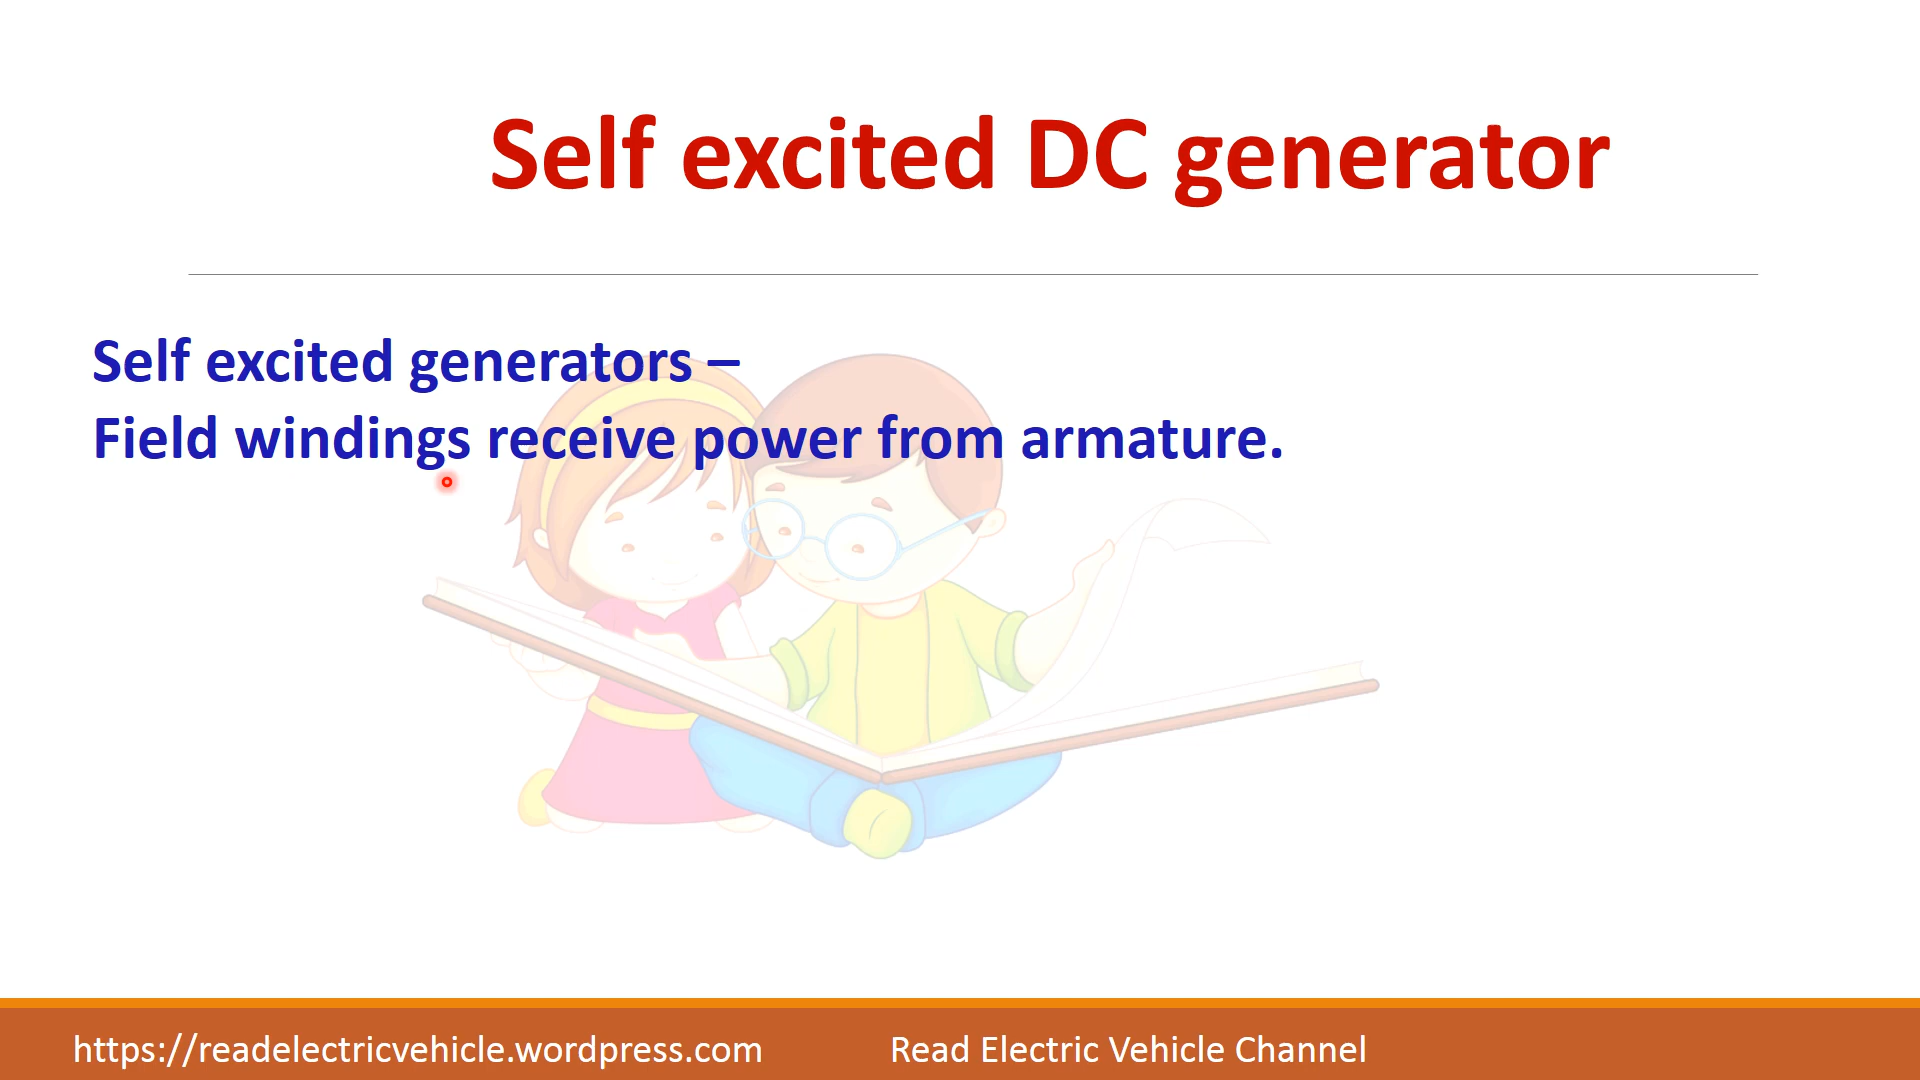 Self excited DC generator
Self excited generators –
Field windings receive power from armature.
https://readelectricvehicle.wordpress.com
Read Electric Vehicle Channel